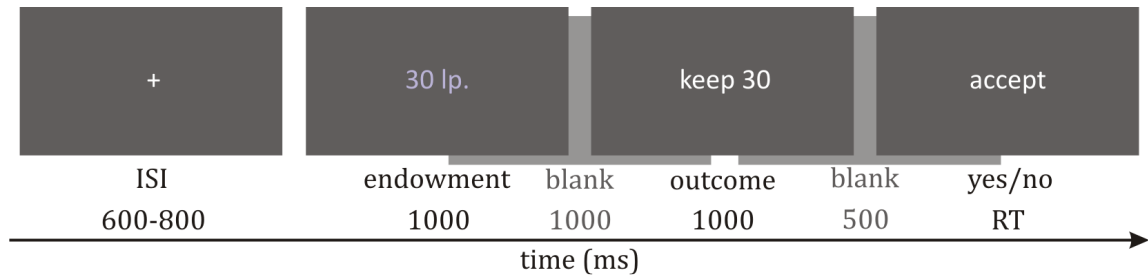 + 30 lp. keep 30 accept
ISI endowment blank outcome blank yes/no
600-800 1000 1000 1000 500 RT
time (ms)